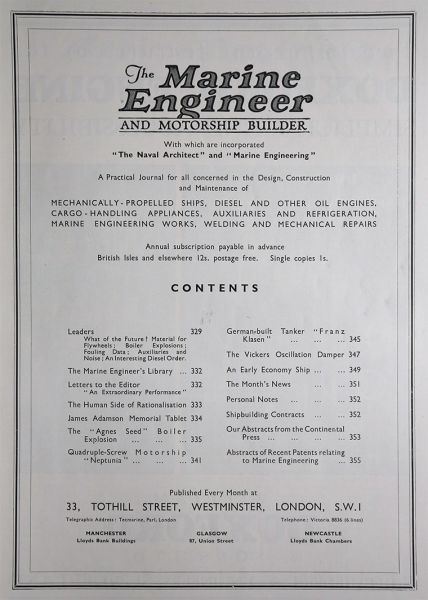 The Marine
Engineer
AND MOTORSHIP BUILDER
With which are incorporated
"The Naval Architect" and "Marine Engineering"
A Practical Journal for all concerned in the Design, Construction
and Maintenance of
MECHANICALLY-PROPELLED SHIPS, DIESEL AND OTHER OIL ENGINES,
CARGO-HANDLING APPLIANCES, AUXILIARIES AND REFRIGERATION,
MARINE ENGINEERING WORKS, WELDING AND MECHANICAL REPAIRS
Annual subscription payable in advance
British Isles and elsewhere 12s. postage free. Single copies 1s.
CONTENTS
Leaders 329
What of the Future? Material for
Flywheels; Boiler Explosions;
Fouling Data; Auxiliaries and
Noise; An Interesting Diesel Order.
The Marine Engineer's Library ... 332
Letters to the Editor 332
"An Extraordinary Performance"
The Human Side of Rationalisation 333
James Adamson Memorial Tablet 334
The "Agnes Seed" Boiler
Explosion ... ... ... 335
Quadruple-Screw Motorship
"Neptunia" ... ... ... 341
German-built Tanker "Franz
Klasen" ... ... ... 345
The Vickers Oscillation Damper 347
An Early Economy Ship ... ... 349
The Month's News ... ... 351
Personal Notes ... ... ... 352
Shipbuilding Contracts ... ... 352
Our Abstracts from the Continental
Press ... ... ... ... 353
Abstracts of Recent Patents relating
to Marine Engineering ... 355
Published Every Month at
33, TOTHILL STREET, WESTMINSTER, LONDON, S.W.1
Telegraphic Address: Tecmarine, Parl, London Telephone: Victoria 8836 (6 lines)
MANCHESTER GLASGOW NEWCASTLE
Lloyds Bank Buildings 87, Union Street Lloyds Bank Chambers